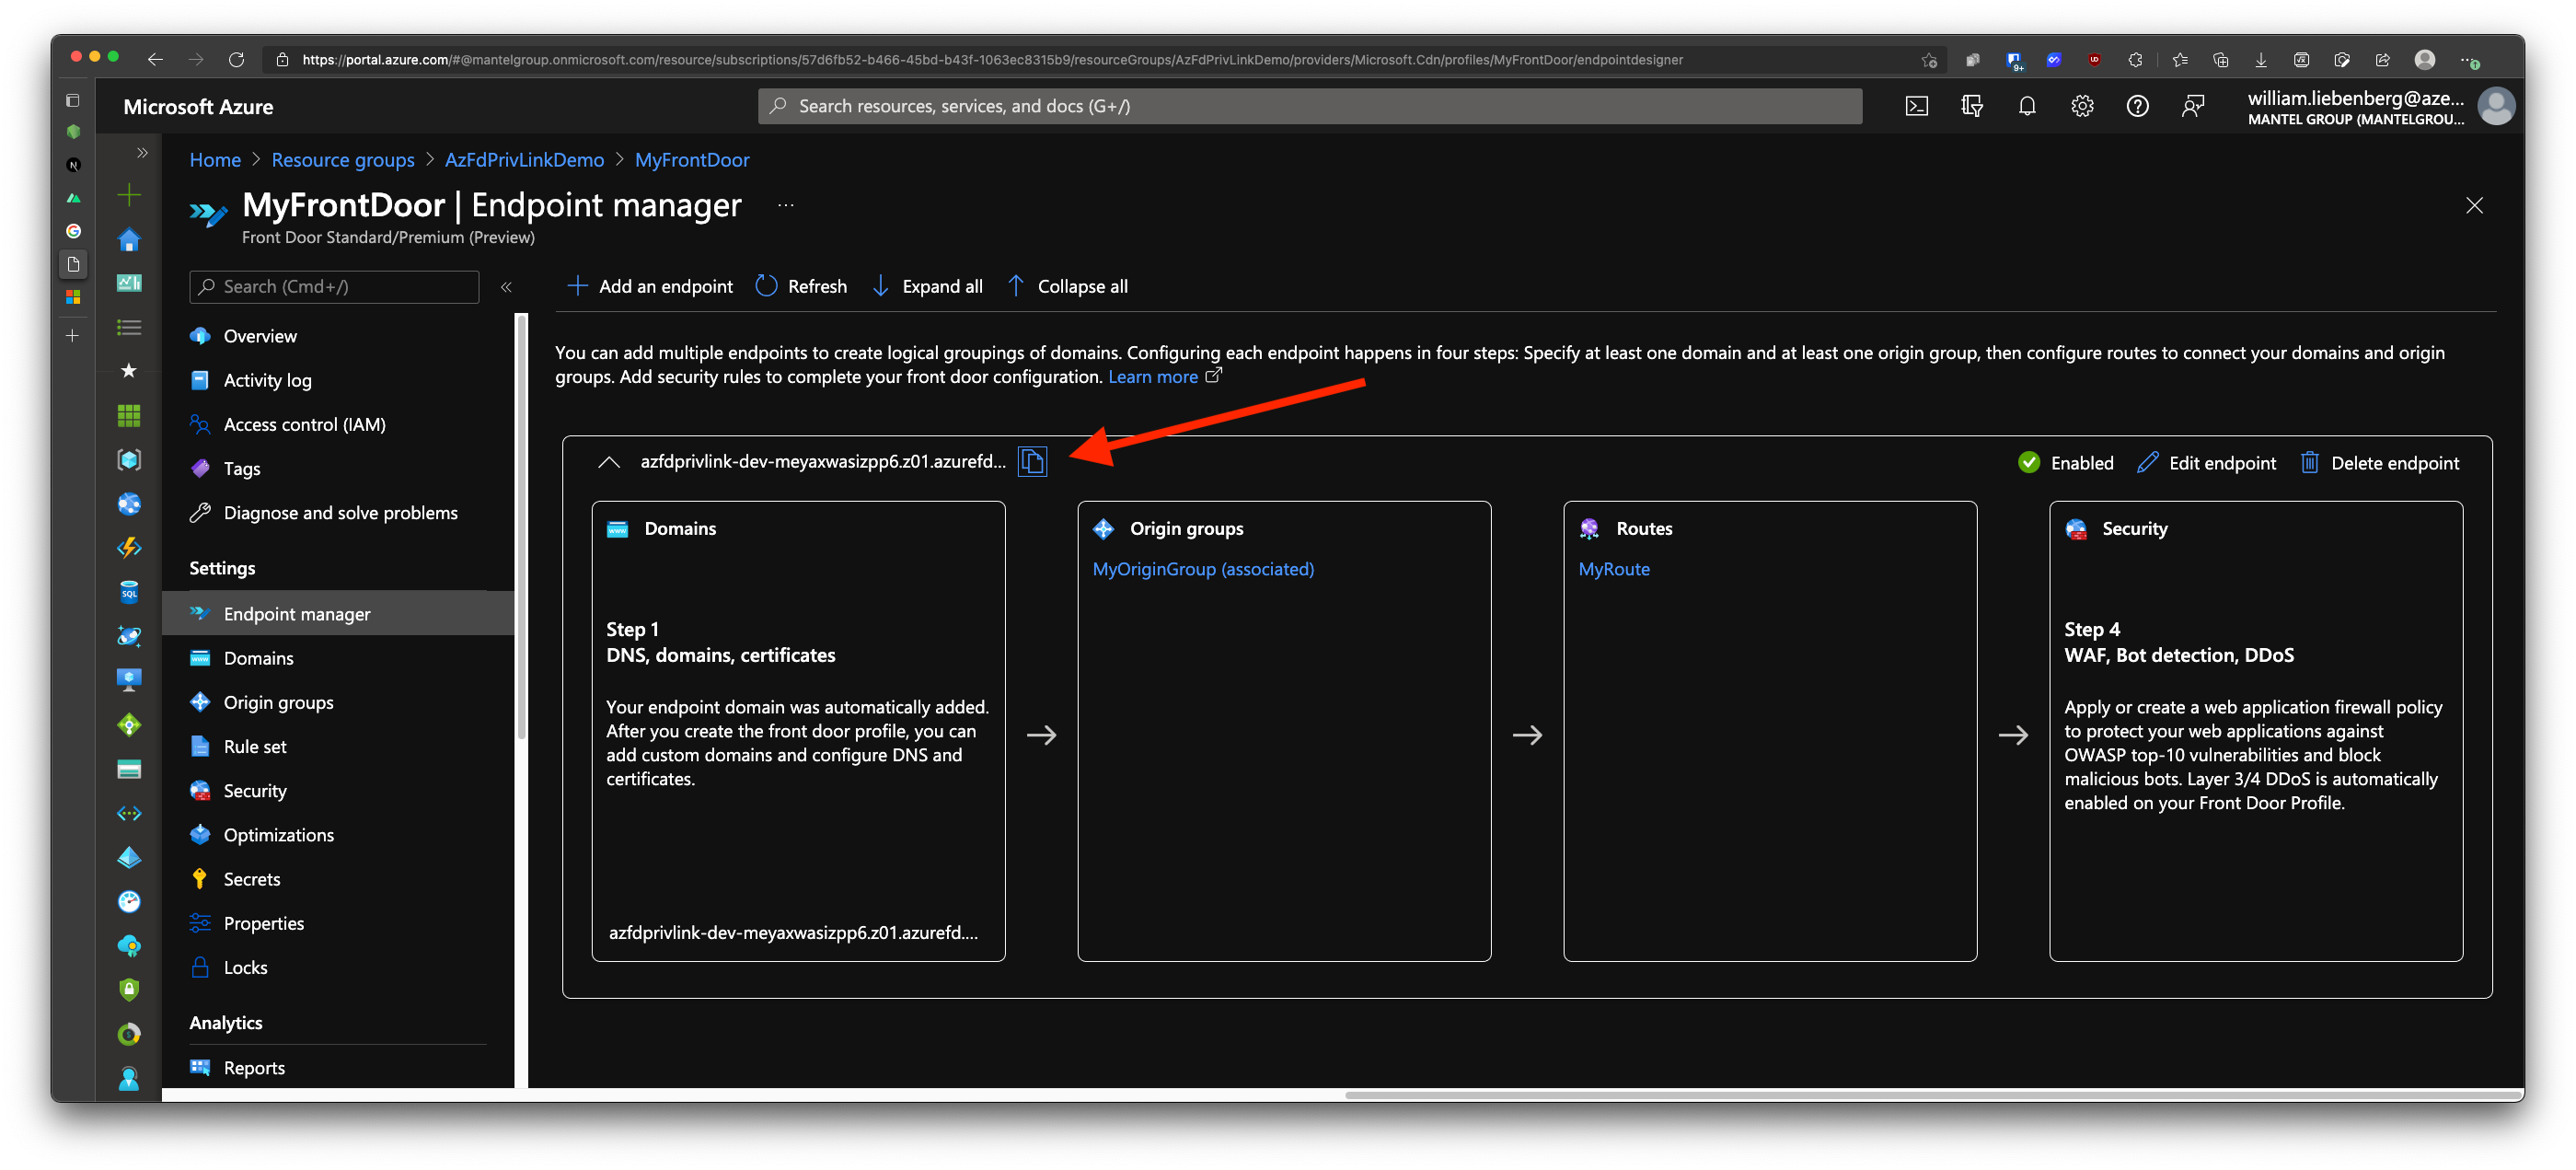 https://portal.azure.com/#@mantelgroup.onmicrosoft.com/resource/subscriptions/57d6fb52-b466-45bd-b43f-1063ec8315b9/resourceGroups/AzFdPrivLinkDemo/providers/Microsoft.Cdn/profiles/MyFrontDoor/endpointdesigner
9+
Microsoft Azure
Search resources, services, and docs (G+/)
william.liebenberg@aze...
MANTEL GROUP (MANTELGROU...
Home > Resource groups > AzFdPrivLinkDemo > MyFrontDoor
MyFrontDoor | Endpoint manager ...
Front Door Standard/Premium (Preview)
Search (Cmd+/)
Overview
Activity log
Access control (IAM)
Tags
Diagnose and solve problems
Settings
Endpoint manager
Domains
Origin groups
Rule set
Security
Optimizations
Secrets
Properties
Locks
Analytics
Reports
Add an endpoint
Refresh
Expand all
Collapse all
You can add multiple endpoints to create logical groupings of domains. Configuring each endpoint happens in four steps: Specify at least one domain and at least one origin group, then configure routes to connect your domains and origin
groups. Add security rules to complete your front door configuration. Learn more
azfdprivlink-dev-meyaxwasizpp6.z01.azurefd...
Enabled
Edit endpoint
Delete endpoint
Domains
Step 1
DNS, domains, certificates
Your endpoint domain was automatically added.
After you create the front door profile, you can
add custom domains and configure DNS and
certificates.
azfdprivlink-dev-meyaxwasizpp6.z01.azurefd....
Origin groups
MyOriginGroup (associated)
Routes
MyRoute
Security
Step 4
WAF, Bot detection, DDoS
Apply or create a web application firewall policy
to protect your web applications against
OWASP top-10 vulnerabilities and block
malicious bots. Layer 3/4 DDoS is automatically
enabled on your Front Door Profile.
SQL